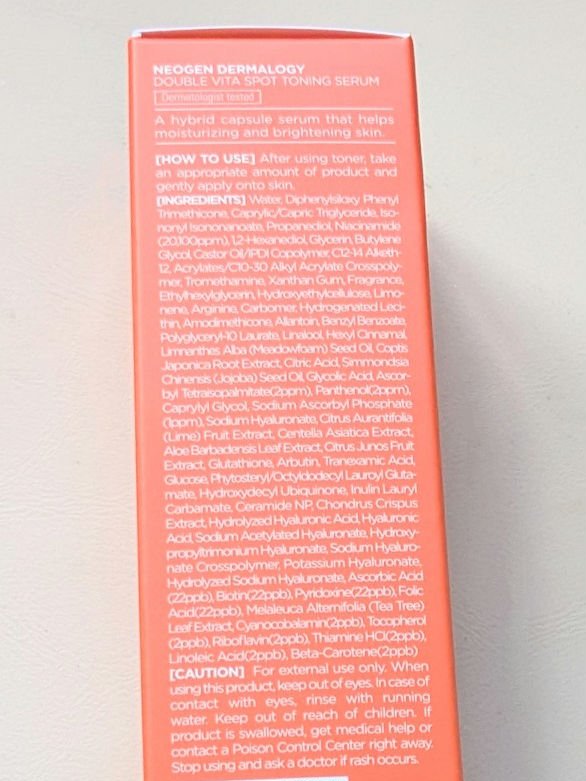 NEOGEN DERMALOGY
DOUBLE VITA SPOT TONING SERUM
Dermatologist tested
A hybrid capsule serum that helps
moisturizing and brightening skin.
[HOW TO USE] After using toner, take
an appropriate amount of product and
gently apply onto skin.
[INGREDIENTS] Water, Diphenylsiloxy Phenyl
Trimethicone, Caprylic/Capric Triglyceride, Iso-
nonyl Isononanoate, Propanediol, Niacinamide
(20,100ppm), 1,2-Hexanediol, Glycerin, Butylene
Glycol, Castor Oil/IPDI Copolymer, C12-14 Alketh-
12, Acrylates/C10-30 Alkyl Acrylate Crosspoly-
mer, Tromethamine, Xanthan Gum, Fragrance,
Ethylhexylglycerin, Hydroxyethylcellulose, Limo-
nene, Arginine, Carbomer, Hydrogenated Leci-
thin, Amodimethicone, Allantoin, Benzyl Benzoate,
Polyglyceryl-10 Laurate, Linalool, Hexyl Cinnamal,
Limnanthes Alba (Meadowfoam) Seed Oil, Coptis
Japonica Root Extract, Citric Acid, Simmondsia
Chinensis (Jojoba) Seed Oil, Glycolic Acid, Ascor-
byl Tetraisopalmitate(2ppm), Panthenol(2ppm),
Caprylyl Glycol, Sodium Ascorbyl Phosphate
(1ppm), Sodium Hyaluronate, Citrus Aurantifolia
(Lime) Fruit Extract, Centella Asiatica Extract,
Aloe Barbadensis Leaf Extract, Citrus Junos Fruit
Extract, Glutathione, Arbutin, Tranexamic Acid,
Glucose, Phytosteryl/Octyldodecyl Lauroyl Gluta-
mate, Hydroxydecyl Ubiquinone, Inulin Lauryl
Carbamate, Ceramide NP, Chondrus Crispus
Extract, Hydrolyzed Hyaluronic Acid, Hyaluronic
Acid, Sodium Acetylated Hyaluronate, Hydroxy-
propyltrimonium Hyaluronate, Sodium Hyaluro-
nate Crosspolymer, Potassium Hyaluronate,
Hydrolyzed Sodium Hyaluronate, Ascorbic Acid
(22ppb), Biotin(22ppb), Pyridoxine(22ppb), Folic
Acid(22ppb), Melaleuca Alternifolia (Tea Tree)
Leaf Extract, Cyanocobalamin(2ppb), Tocopherol
(2ppb), Riboflavin(2ppb), Thiamine HCl(2ppb),
Linoleic Acid(2ppb), Beta-Carotene(2ppb)
[CAUTION] For external use only. When
using this product, keep out of eyes. In case of
contact with eyes, rinse with running
water. Keep out of reach of children. If
product is swallowed, get medical help or
contact a Poison Control Center right away.
Stop using and ask a doctor if rash occurs.